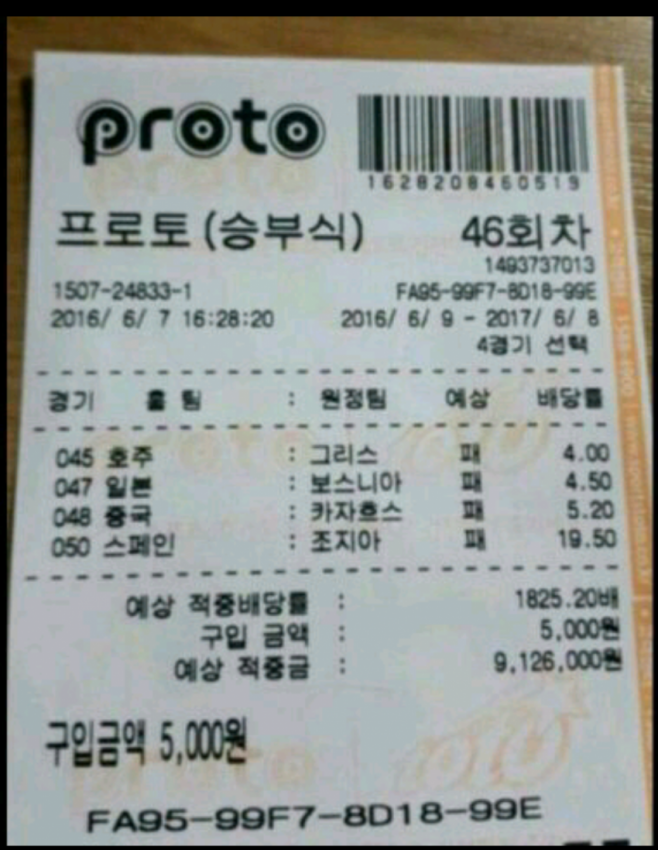 proto
1628208460519
프로토 (승부식) 46회차
1493737013
1507-24833-1 FA95-99F7-8D18-99E
2016/ 6/ 7 16:28:20 2016/ 6/ 9 - 2017/ 6/ 8
4경기 선택
경기 홈 팀 : 원정팀 예상 배당률
045 호주 : 그리스 패 4.00
047 일본 : 보스니아 패 4.50
048 중국 : 카자흐스 패 5.20
050 스페인 : 조지아 패 19.50
예상 적중배당률 : 1825.20배
구입 금액 : 5,000원
예상 적중금 : 9,126,000원
구입금액 5,000원
FA95-99F7-8D18-99E